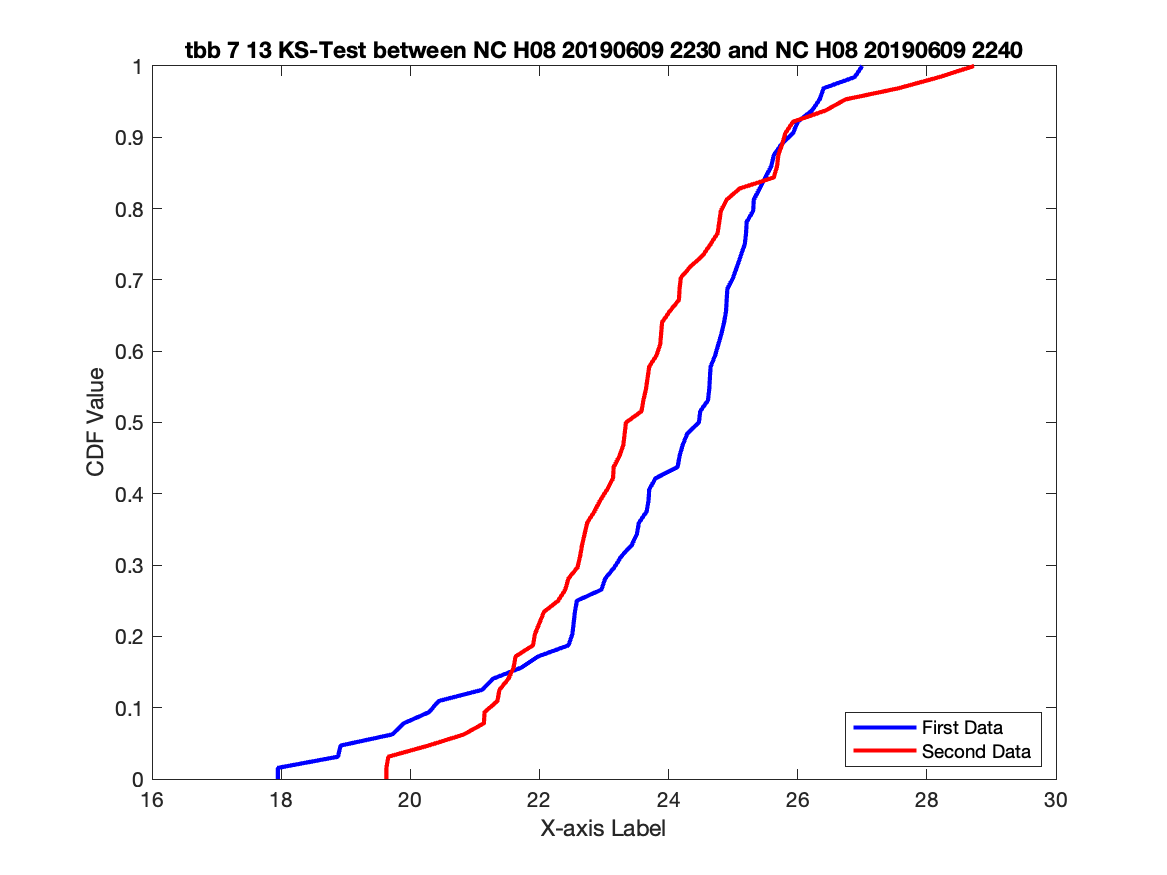 tbb 7 13 KS-Test between NC H08 20190609 2230 and NC H08 20190609 2240
1
0.9
0.8
0.7
0.6
0.5
0.4
0.3
0.2
0.1
0
CDF Value
16 18 20 22 24 26 28 30
X-axis Label
First Data
Second Data